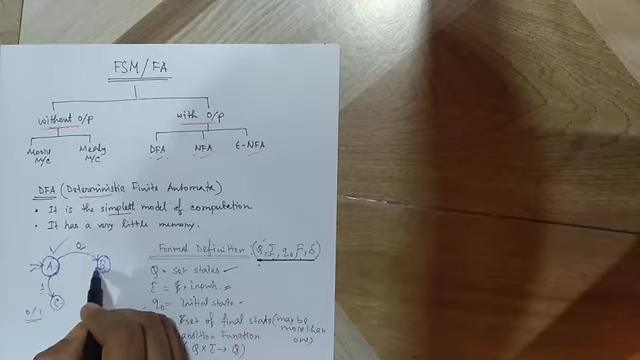 FSM/FA
without O/P
with O/P
Moore
M/C
Mealy
M/C
DFA
NFA
ε-NFA
DFA (Deterministic Finite Automata)
• It is the simplest model of computation
• It has a very little memory.
A
B
C
0/1
Formal Definition: (Q, Σ, q0, F, δ)
Q = set states
Σ = inputs
q0 = initial state
set of final state (may be
more than
one)
Transition Function
Q × Σ → Q)